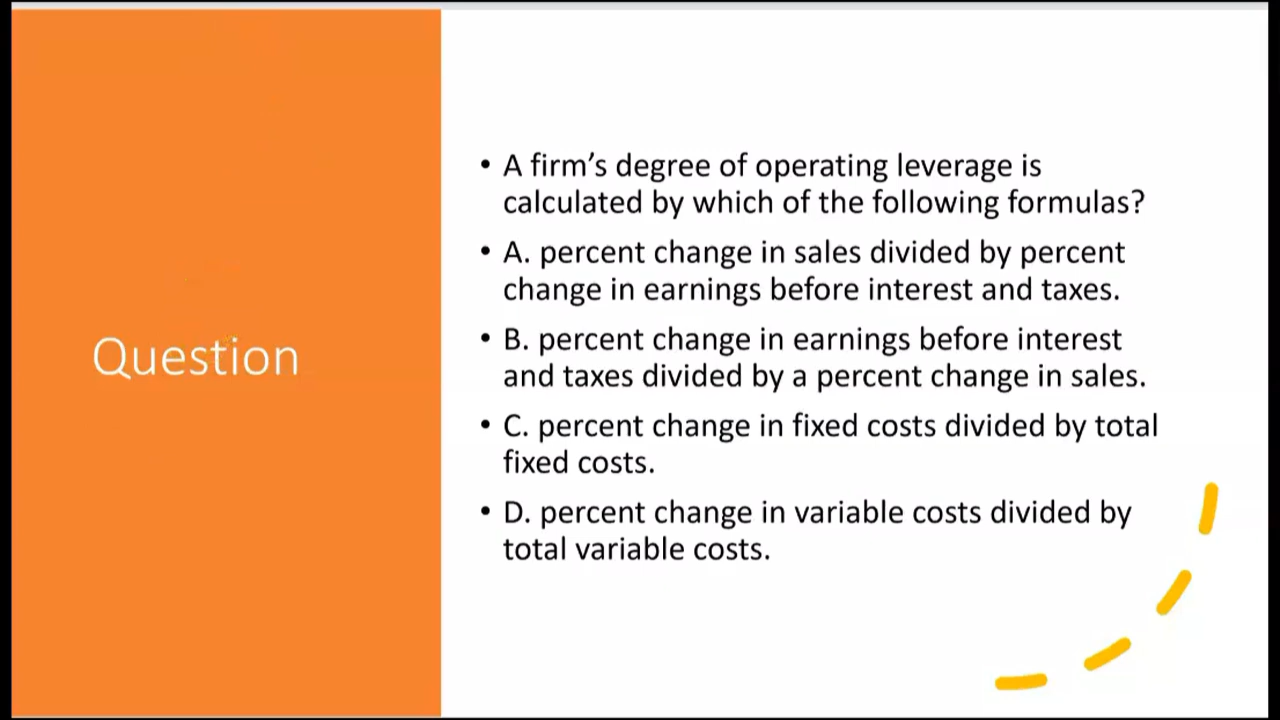 Question
• A firm’s degree of operating leverage is
calculated by which of the following formulas?
• A. percent change in sales divided by percent
change in earnings before interest and taxes.
• B. percent change in earnings before interest
and taxes divided by a percent change in sales.
• C. percent change in fixed costs divided by total
fixed costs.
• D. percent change in variable costs divided by
total variable costs.